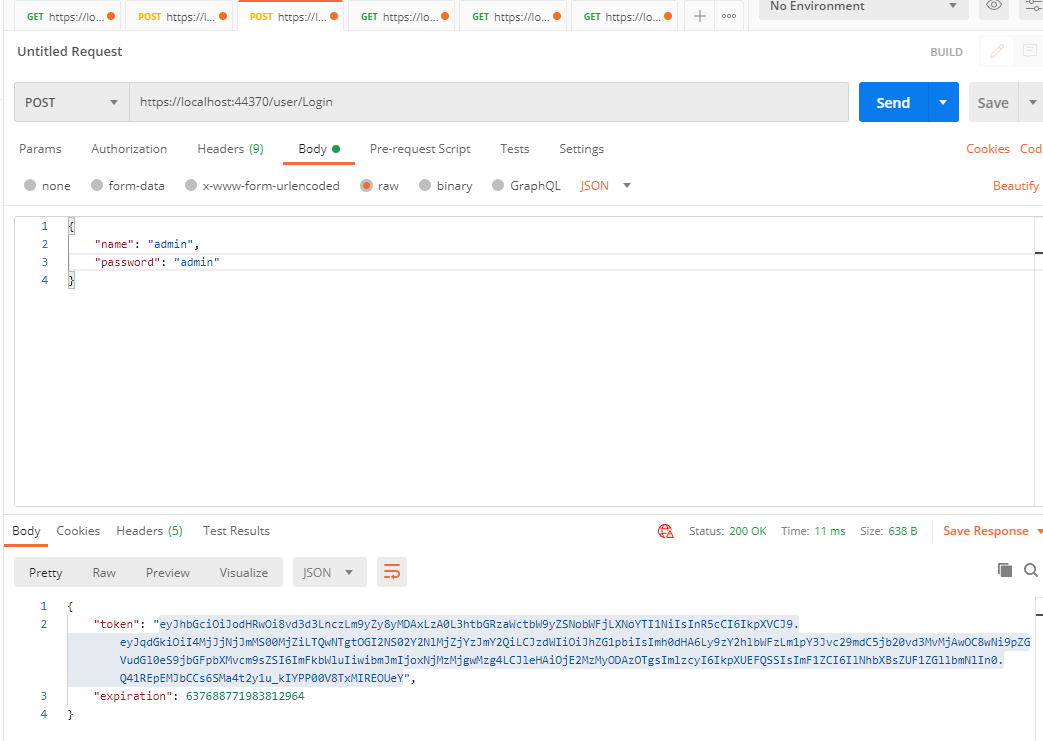 GET https://lo... POST https://l... POST https://l... GET https://lo... GET https://lo... GET https://lo... No Environment
Untitled Request BUILD
POST https://localhost:44370/user/Login Send Save
Params Authorization Headers (9) Body Pre-request Script Tests Settings Cookies Cod
none form-data x-www-form-urlencoded raw binary GraphQL JSON Beautify
1 {
2 "name": "admin",
3 "password": "admin"
4 }
Body Cookies Headers (5) Test Results Status: 200 OK Time: 11 ms Size: 638 B Save Response
Pretty Raw Preview Visualize JSON
1 {
2 "token": "eyJhbGciOiJodHRwOi8vd3d3LnczLm9yZy8yMDAxLzA0L3htbGRzaWctbW9yZSNobWFjLXNoYTI1NiIsInR5cCI6IkpXVCJ9.
3 "expiration": 637688771983812964
4 }